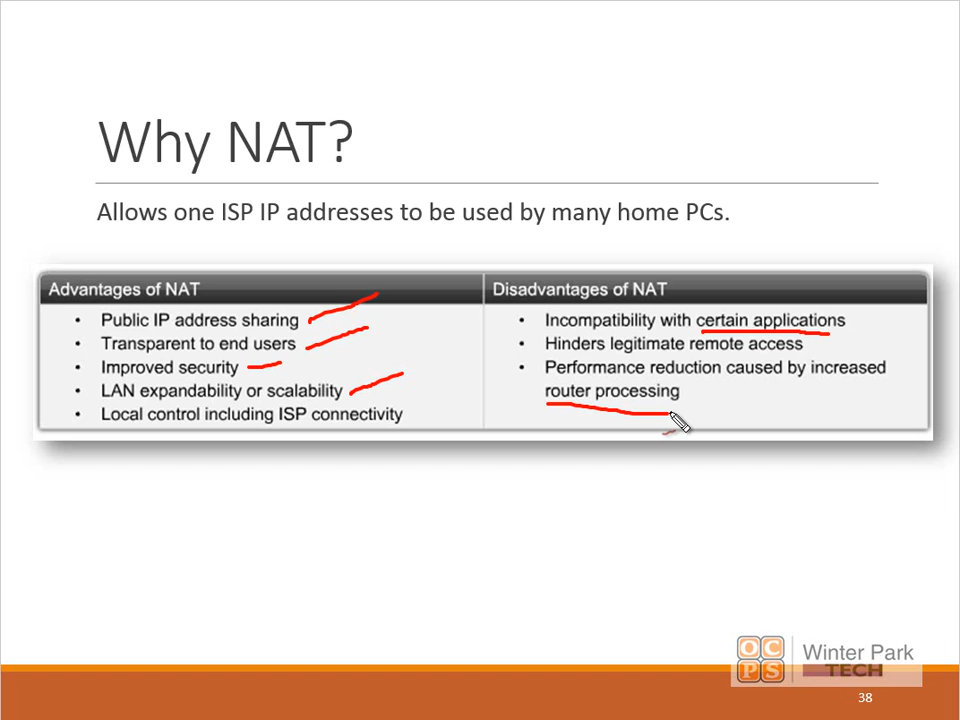 Why NAT?
Allows one ISP IP addresses to be used by many home PCs.
Advantages of NAT
• Public IP address sharing
• Transparent to end users
• Improved security
• LAN expandability or scalability
• Local control including ISP connectivity
Disadvantages of NAT
• Incompatibility with certain applications
• Hinders legitimate remote access
• Performance reduction caused by increased
router processing
OC
PS
Winter Park
TECH
38